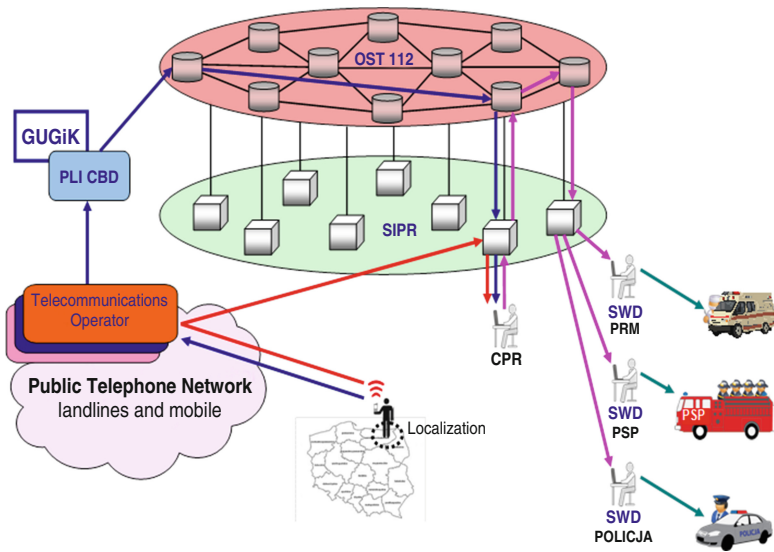 OST 112
GUGiK
PLI CBD
SIPR
Telecommunications
Operator
SWD
PRM
CPR
Public Telephone Network
landlines and mobile
Localization
SWD
PSP
PSP
SWD
POLICJA
POLICJA